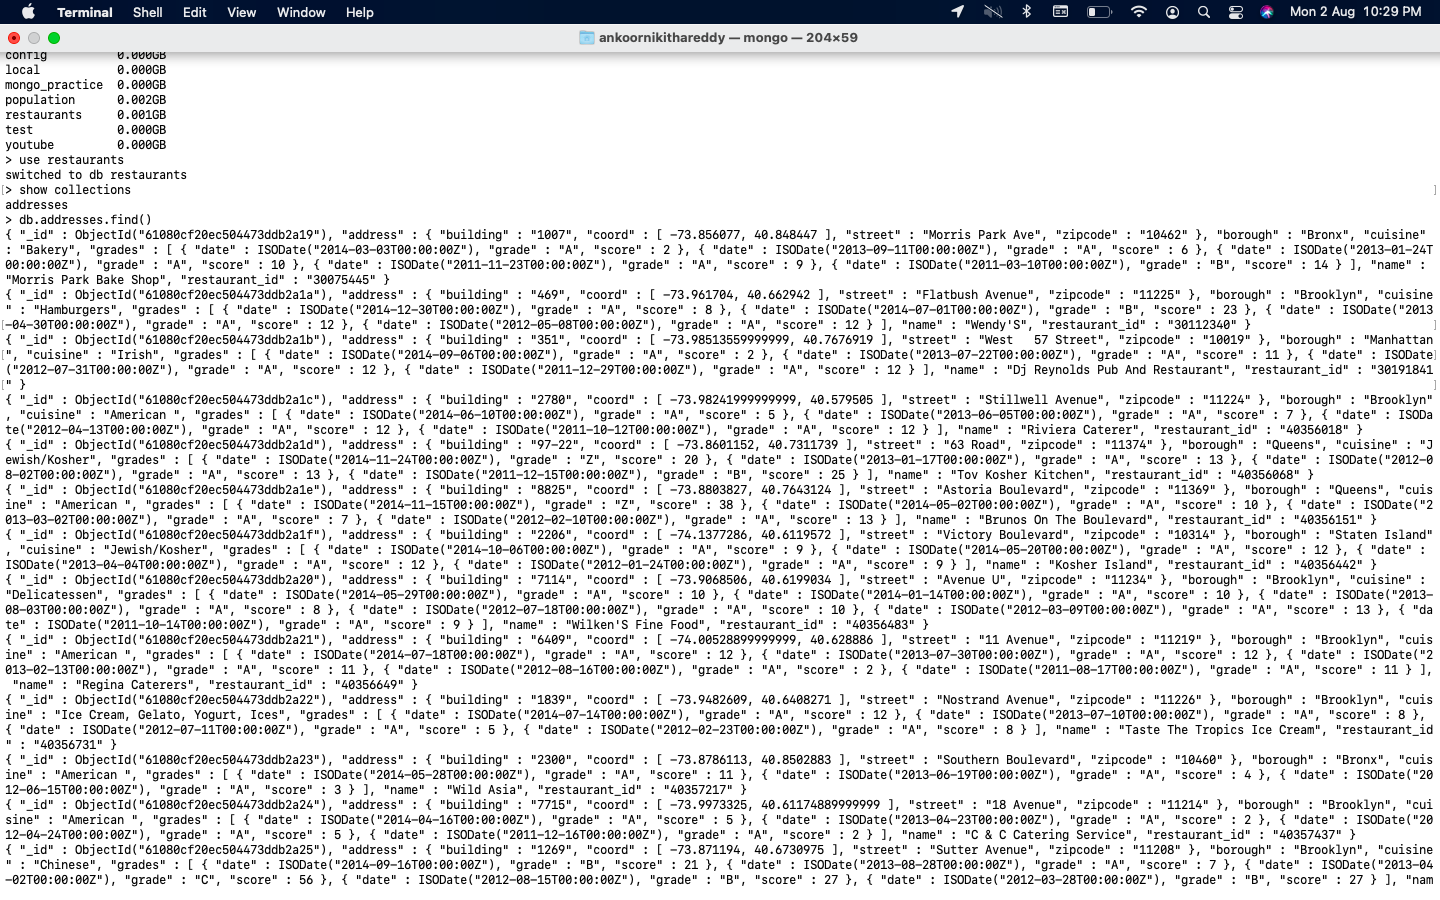 Terminal Shell Edit View Window Help Mon 2 Aug 10:29 PM
ankoornikithareddy — mongo — 204×59
config 0.000GB
local 0.000GB
mongo_practice 0.000GB
population 0.002GB
restaurants 0.001GB
test 0.000GB
youtube 0.000GB
> use restaurants
switched to db restaurants
[> show collections ]
addresses
> db.addresses.find()
{ "_id" : ObjectId("61080cf20ec504473ddb2a19"), "address" : { "building" : "1007", "coord" : [ -73.856077, 40.848447 ], "street" : "Morris Park Ave", "zipcode" : "10462" }, "borough" : "Bronx", "cuisine"
: "Bakery", "grades" : [ { "date" : ISODate("2014-03-03T00:00:00Z"), "grade" : "A", "score" : 2 }, { "date" : ISODate("2013-09-11T00:00:00Z"), "grade" : "A", "score" : 6 }, { "date" : ISODate("2013-01-24T
00:00:00Z"), "grade" : "A", "score" : 10 }, { "date" : ISODate("2011-11-23T00:00:00Z"), "grade" : "A", "score" : 9 }, { "date" : ISODate("2011-03-10T00:00:00Z"), "grade" : "B", "score" : 14 } ], "name" :
"Morris Park Bake Shop", "restaurant_id" : "30075445" }
{ "_id" : ObjectId("61080cf20ec504473ddb2a1a"), "address" : { "building" : "469", "coord" : [ -73.961704, 40.662942 ], "street" : "Flatbush Avenue", "zipcode" : "11225" }, "borough" : "Brooklyn", "cuisine
" : "Hamburgers", "grades" : [ { "date" : ISODate("2014-12-30T00:00:00Z"), "grade" : "A", "score" : 8 }, { "date" : ISODate("2014-07-01T00:00:00Z"), "grade" : "B", "score" : 23 }, { "date" : ISODate("2013
-04-30T00:00:00Z"), "grade" : "A", "score" : 12 }, { "date" : ISODate("2012-05-08T00:00:00Z"), "grade" : "A", "score" : 12 } ], "name" : "Wendy'S", "restaurant_id" : "30112340" }
{ "_id" : ObjectId("61080cf20ec504473ddb2a1b"), "address" : { "building" : "351", "coord" : [ -73.98513559999999, 40.7676919 ], "street" : "West   57 Street", "zipcode" : "10019" }, "borough" : "Manhattan
", "cuisine" : "Irish", "grades" : [ { "date" : ISODate("2014-09-06T00:00:00Z"), "grade" : "A", "score" : 2 }, { "date" : ISODate("2013-07-22T00:00:00Z"), "grade" : "A", "score" : 11 }, { "date" : ISODate
("2012-07-31T00:00:00Z"), "grade" : "A", "score" : 12 }, { "date" : ISODate("2011-12-29T00:00:00Z"), "grade" : "A", "score" : 12 } ], "name" : "Dj Reynolds Pub And Restaurant", "restaurant_id" : "30191841
" }
{ "_id" : ObjectId("61080cf20ec504473ddb2a1c"), "address" : { "building" : "2780", "coord" : [ -73.98241999999999, 40.579505 ], "street" : "Stillwell Avenue", "zipcode" : "11224" }, "borough" : "Brooklyn"
, "cuisine" : "American ", "grades" : [ { "date" : ISODate("2014-06-10T00:00:00Z"), "grade" : "A", "score" : 5 }, { "date" : ISODate("2013-06-05T00:00:00Z"), "grade" : "A", "score" : 7 }, { "date" : ISODa
te("2012-04-13T00:00:00Z"), "grade" : "A", "score" : 12 }, { "date" : ISODate("2011-10-12T00:00:00Z"), "grade" : "A", "score" : 12 } ], "name" : "Riviera Caterer", "restaurant_id" : "40356018" }
{ "_id" : ObjectId("61080cf20ec504473ddb2a1d"), "address" : { "building" : "97-22", "coord" : [ -73.8601152, 40.7311739 ], "street" : "63 Road", "zipcode" : "11374" }, "borough" : "Queens", "cuisine" : "J
ewish/Kosher", "grades" : [ { "date" : ISODate("2014-11-24T00:00:00Z"), "grade" : "Z", "score" : 20 }, { "date" : ISODate("2013-01-17T00:00:00Z"), "grade" : "A", "score" : 13 }, { "date" : ISODate("2012-0
8-02T00:00:00Z"), "grade" : "A", "score" : 13 }, { "date" : ISODate("2011-12-15T00:00:00Z"), "grade" : "B", "score" : 25 } ], "name" : "Tov Kosher Kitchen", "restaurant_id" : "40356068" }
{ "_id" : ObjectId("61080cf20ec504473ddb2a1e"), "address" : { "building" : "8825", "coord" : [ -73.8803827, 40.7643124 ], "street" : "Astoria Boulevard", "zipcode" : "11369" }, "borough" : "Queens", "cuis
ine" : "American ", "grades" : [ { "date" : ISODate("2014-11-15T00:00:00Z"), "grade" : "Z", "score" : 38 }, { "date" : ISODate("2014-05-02T00:00:00Z"), "grade" : "A", "score" : 10 }, { "date" : ISODate("2
013-03-02T00:00:00Z"), "grade" : "A", "score" : 7 }, { "date" : ISODate("2012-02-10T00:00:00Z"), "grade" : "A", "score" : 13 } ], "name" : "Brunos On The Boulevard", "restaurant_id" : "40356151" }
{ "_id" : ObjectId("61080cf20ec504473ddb2a1f"), "address" : { "building" : "2206", "coord" : [ -74.1377286, 40.6119572 ], "street" : "Victory Boulevard", "zipcode" : "10314" }, "borough" : "Staten Island"
, "cuisine" : "Jewish/Kosher", "grades" : [ { "date" : ISODate("2014-10-06T00:00:00Z"), "grade" : "A", "score" : 9 }, { "date" : ISODate("2014-05-20T00:00:00Z"), "grade" : "A", "score" : 12 }, { "date" :
ISODate("2013-04-04T00:00:00Z"), "grade" : "A", "score" : 12 }, { "date" : ISODate("2012-01-24T00:00:00Z"), "grade" : "A", "score" : 9 } ], "name" : "Kosher Island", "restaurant_id" : "40356442" }
{ "_id" : ObjectId("61080cf20ec504473ddb2a20"), "address" : { "building" : "7114", "coord" : [ -73.9068506, 40.6199034 ], "street" : "Avenue U", "zipcode" : "11234" }, "borough" : "Brooklyn", "cuisine" :
"Delicatessen", "grades" : [ { "date" : ISODate("2014-05-29T00:00:00Z"), "grade" : "A", "score" : 10 }, { "date" : ISODate("2014-01-14T00:00:00Z"), "grade" : "A", "score" : 10 }, { "date" : ISODate("2013-
08-03T00:00:00Z"), "grade" : "A", "score" : 8 }, { "date" : ISODate("2012-07-18T00:00:00Z"), "grade" : "A", "score" : 10 }, { "date" : ISODate("2012-03-09T00:00:00Z"), "grade" : "A", "score" : 13 }, { "da
te" : ISODate("2011-10-14T00:00:00Z"), "grade" : "A", "score" : 9 } ], "name" : "Wilken'S Fine Food", "restaurant_id" : "40356483" }
{ "_id" : ObjectId("61080cf20ec504473ddb2a21"), "address" : { "building" : "6409", "coord" : [ -74.00528899999999, 40.628886 ], "street" : "11 Avenue", "zipcode" : "11219" }, "borough" : "Brooklyn", "cuis
ine" : "American ", "grades" : [ { "date" : ISODate("2014-07-18T00:00:00Z"), "grade" : "A", "score" : 12 }, { "date" : ISODate("2013-07-30T00:00:00Z"), "grade" : "A", "score" : 12 }, { "date" : ISODate("2
013-02-13T00:00:00Z"), "grade" : "A", "score" : 11 }, { "date" : ISODate("2012-08-16T00:00:00Z"), "grade" : "A", "score" : 2 }, { "date" : ISODate("2011-08-17T00:00:00Z"), "grade" : "A", "score" : 11 } ],
"name" : "Regina Caterers", "restaurant_id" : "40356649" }
{ "_id" : ObjectId("61080cf20ec504473ddb2a22"), "address" : { "building" : "1839", "coord" : [ -73.9482609, 40.6408271 ], "street" : "Nostrand Avenue", "zipcode" : "11226" }, "borough" : "Brooklyn", "cuis
ine" : "Ice Cream, Gelato, Yogurt, Ices", "grades" : [ { "date" : ISODate("2014-07-14T00:00:00Z"), "grade" : "A", "score" : 12 }, { "date" : ISODate("2013-07-10T00:00:00Z"), "grade" : "A", "score" : 8 },
{ "date" : ISODate("2012-07-11T00:00:00Z"), "grade" : "A", "score" : 5 }, { "date" : ISODate("2012-02-23T00:00:00Z"), "grade" : "A", "score" : 8 } ], "name" : "Taste The Tropics Ice Cream", "restaurant_id
" : "40356731" }
{ "_id" : ObjectId("61080cf20ec504473ddb2a23"), "address" : { "building" : "2300", "coord" : [ -73.8786113, 40.8502883 ], "street" : "Southern Boulevard", "zipcode" : "10460" }, "borough" : "Bronx", "cuis
ine" : "American ", "grades" : [ { "date" : ISODate("2014-05-28T00:00:00Z"), "grade" : "A", "score" : 11 }, { "date" : ISODate("2013-06-19T00:00:00Z"), "grade" : "A", "score" : 4 }, { "date" : ISODate("20
12-06-15T00:00:00Z"), "grade" : "A", "score" : 3 } ], "name" : "Wild Asia", "restaurant_id" : "40357217" }
{ "_id" : ObjectId("61080cf20ec504473ddb2a24"), "address" : { "building" : "7715", "coord" : [ -73.9973325, 40.61174889999999 ], "street" : "18 Avenue", "zipcode" : "11214" }, "borough" : "Brooklyn", "cui
sine" : "American ", "grades" : [ { "date" : ISODate("2014-04-16T00:00:00Z"), "grade" : "A", "score" : 5 }, { "date" : ISODate("2013-04-23T00:00:00Z"), "grade" : "A", "score" : 2 }, { "date" : ISODate("20
12-04-24T00:00:00Z"), "grade" : "A", "score" : 5 }, { "date" : ISODate("2011-12-16T00:00:00Z"), "grade" : "A", "score" : 2 } ], "name" : "C & C Catering Service", "restaurant_id" : "40357437" }
{ "_id" : ObjectId("61080cf20ec504473ddb2a25"), "address" : { "building" : "1269", "coord" : [ -73.871194, 40.6730975 ], "street" : "Sutter Avenue", "zipcode" : "11208" }, "borough" : "Brooklyn", "cuisine
" : "Chinese", "grades" : [ { "date" : ISODate("2014-09-16T00:00:00Z"), "grade" : "B", "score" : 21 }, { "date" : ISODate("2013-08-28T00:00:00Z"), "grade" : "A", "score" : 7 }, { "date" : ISODate("2013-04
-02T00:00:00Z"), "grade" : "C", "score" : 56 }, { "date" : ISODate("2012-08-15T00:00:00Z"), "grade" : "B", "score" : 27 }, { "date" : ISODate("2012-03-28T00:00:00Z"), "grade" : "B", "score" : 27 } ], "nam